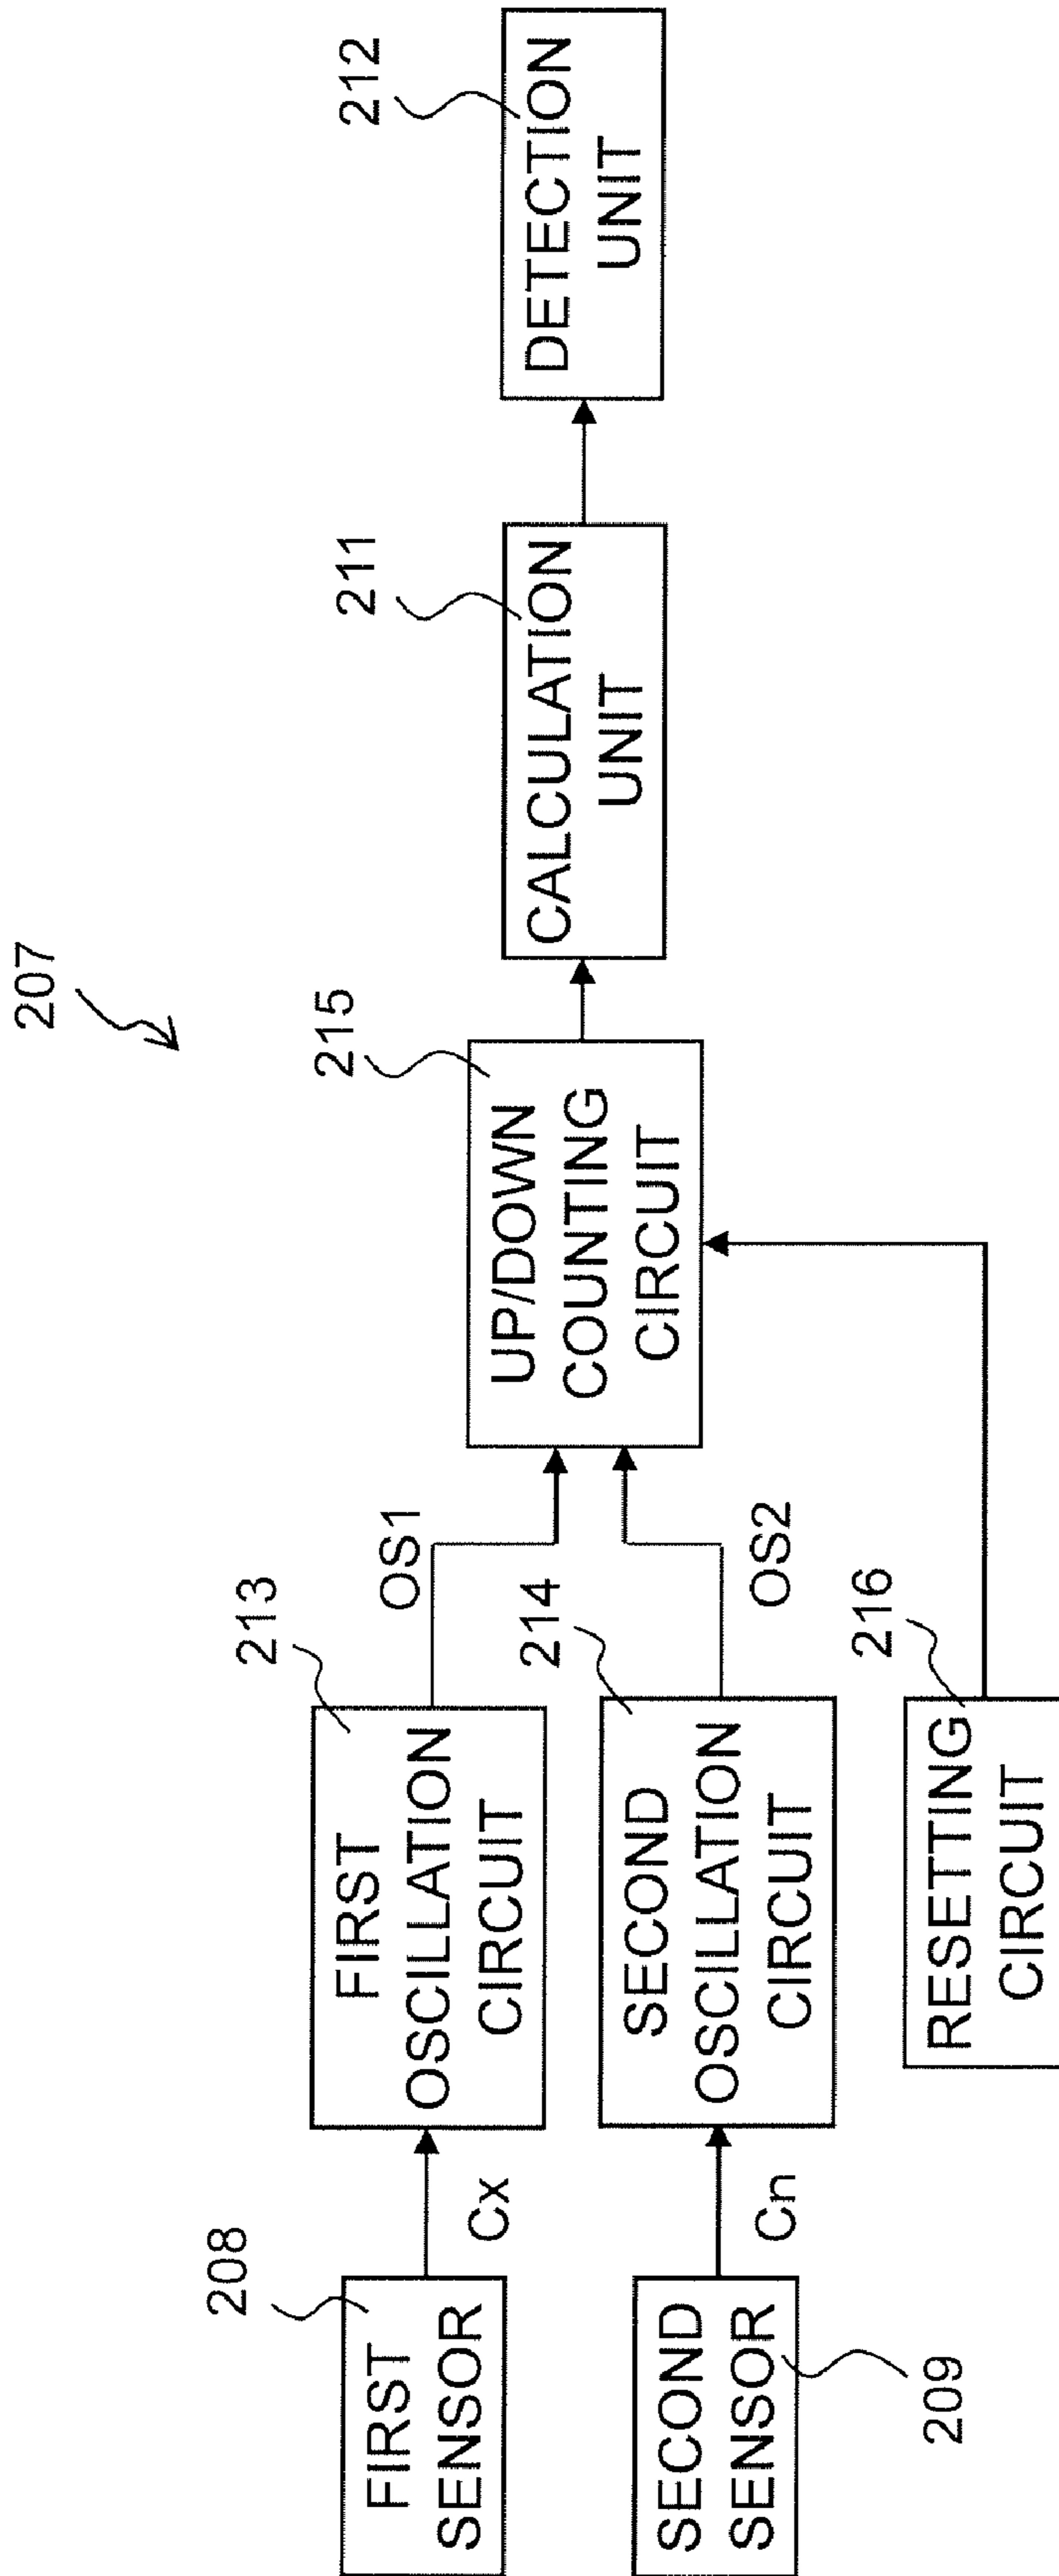 207
208
FIRST
SENSOR
Cx
213
FIRST
OSCILLATION
CIRCUIT
OS1
215
UP/DOWN
COUNTING
CIRCUIT
211
CALCULATION
UNIT
212
DETECTION
UNIT
SECOND
SENSOR
209
Cn
214
SECOND
OSCILLATION
CIRCUIT
OS2
216
RESETTING
CIRCUIT